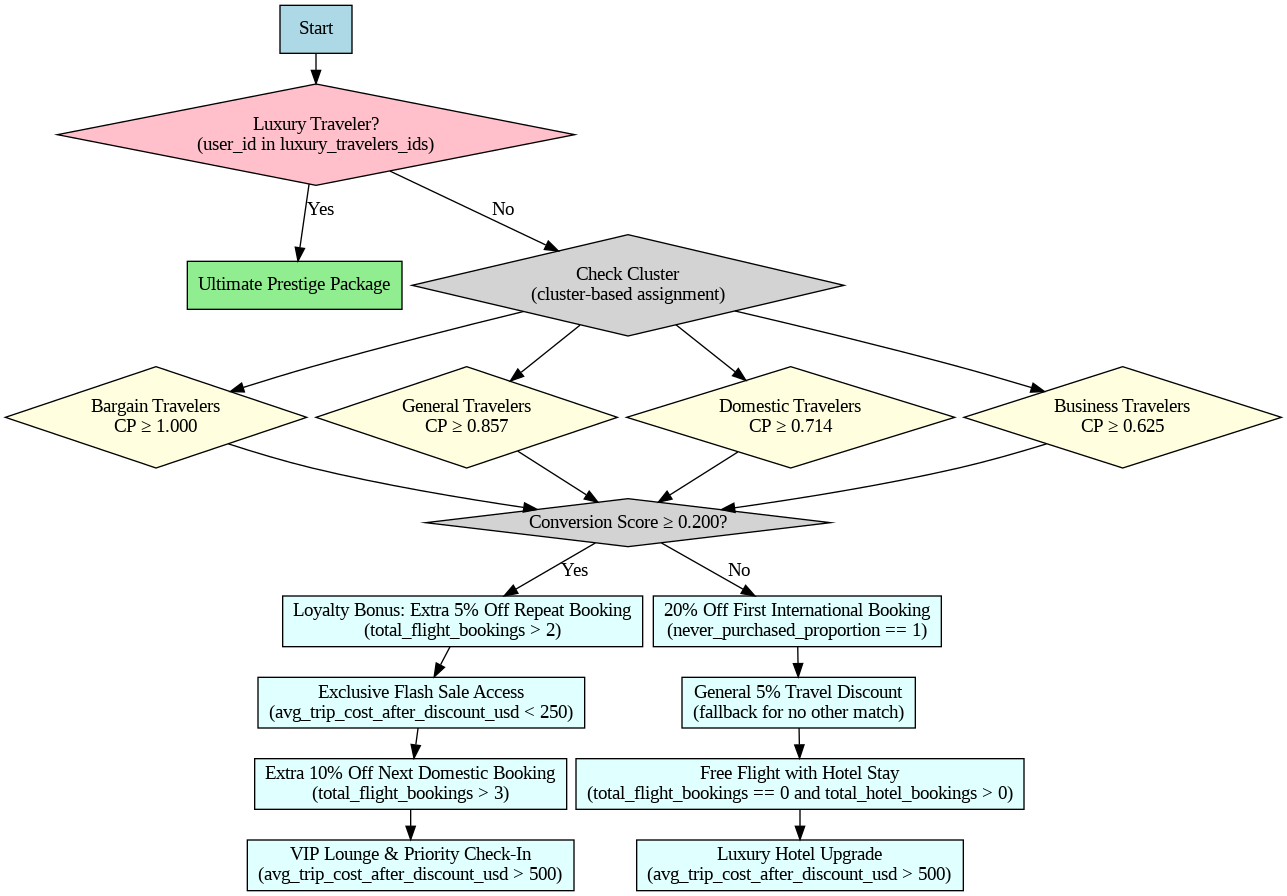 Start
Luxury Traveler?
(user_id in luxury_travelers_ids)
Yes
No
Ultimate Prestige Package
Check Cluster
(cluster-based assignment)
Bargain Travelers
CP ≥ 1.000
General Travelers
CP ≥ 0.857
Domestic Travelers
CP ≥ 0.714
Business Travelers
CP ≥ 0.625
Conversion Score ≥ 0.200?
Yes
No
Loyalty Bonus: Extra 5% Off Repeat Booking
(total_flight_bookings > 2)
20% Off First International Booking
(never_purchased_proportion == 1)
Exclusive Flash Sale Access
(avg_trip_cost_after_discount_usd < 250)
General 5% Travel Discount
(fallback for no other match)
Extra 10% Off Next Domestic Booking
(total_flight_bookings > 3)
Free Flight with Hotel Stay
(total_flight_bookings == 0 and total_hotel_bookings > 0)
VIP Lounge & Priority Check-In
(avg_trip_cost_after_discount_usd > 500)
Luxury Hotel Upgrade
(avg_trip_cost_after_discount_usd > 500)